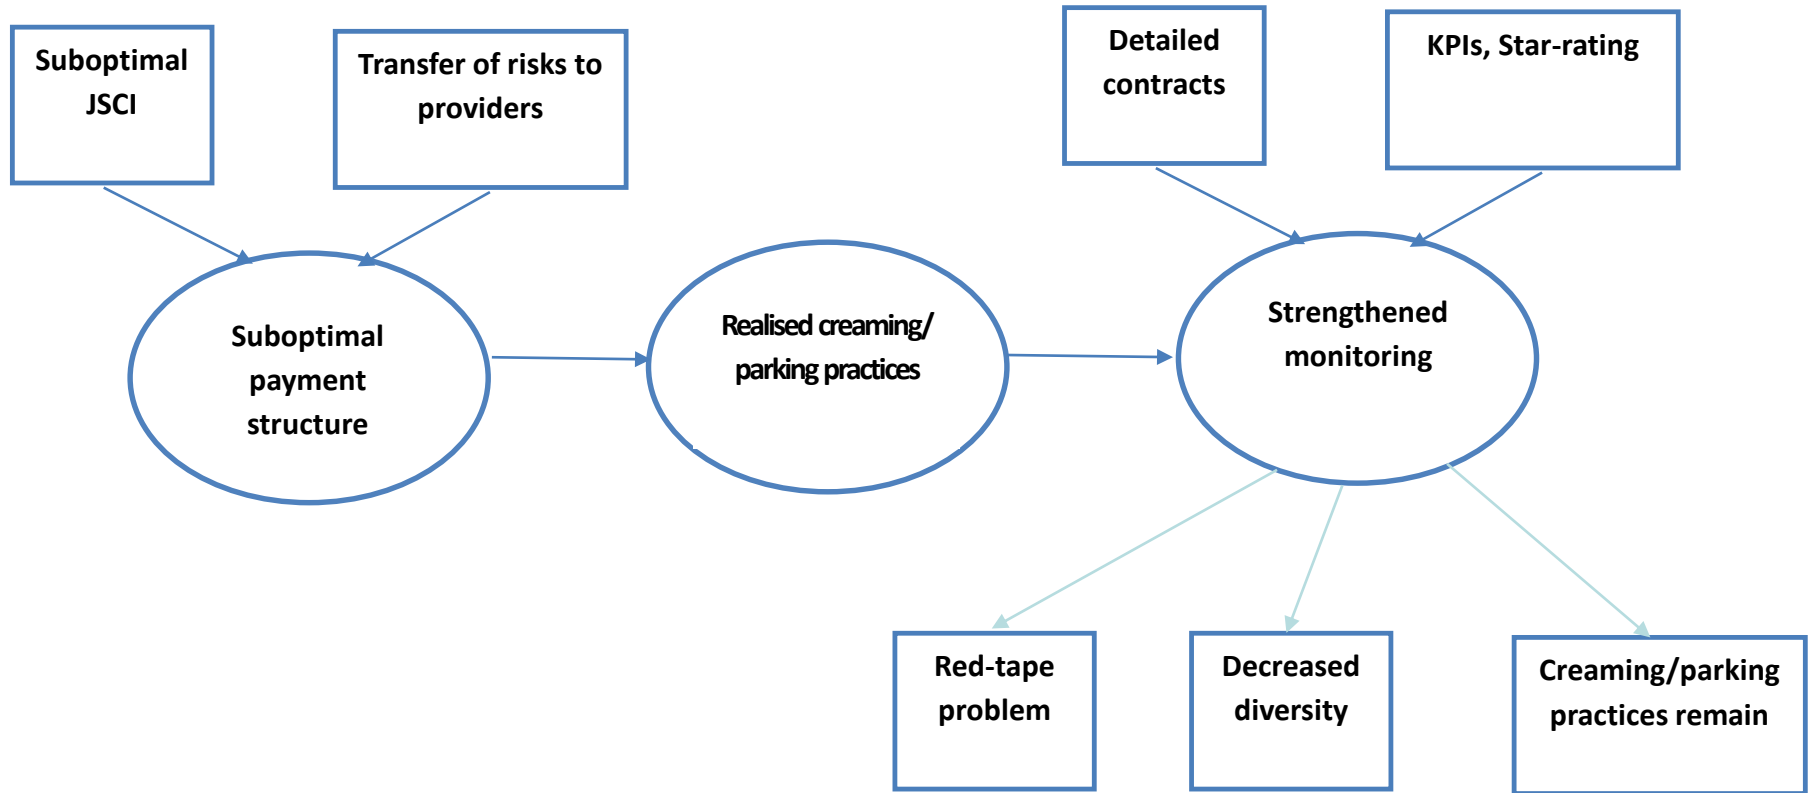 Suboptimal
JSCI
Transfer of risks to
providers
Detailed
contracts
KPIs, Star-rating
Suboptimal
payment
structure
Realised creaming/
parking practices
Strengthened
monitoring
Red-tape
problem
Decreased
diversity
Creaming/parking
practices remain